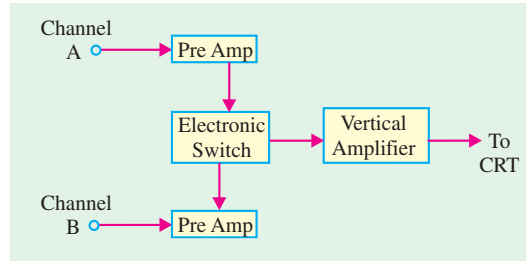 Channel
A
Pre Amp
Electronic
Switch
Vertical
Amplifier
To
CRT
Channel
B
Pre Amp